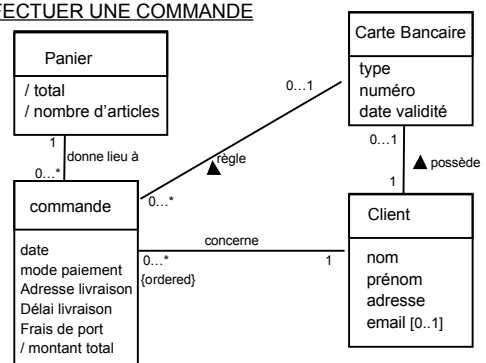 FECTUER UNE COMMANDE
Panier
/ total
/ nombre d'articles
Carte Bancaire
type
numéro
date validité
0…1
règle
0…*
1
donne lieu à
0…*
0…1
possède
1
commande
date
mode paiement
Adresse livraison
Délai livraison
Frais de port
/ montant total
concerne
0…*
1
{ordered}
Client
nom
prénom
adresse
email [0..1]